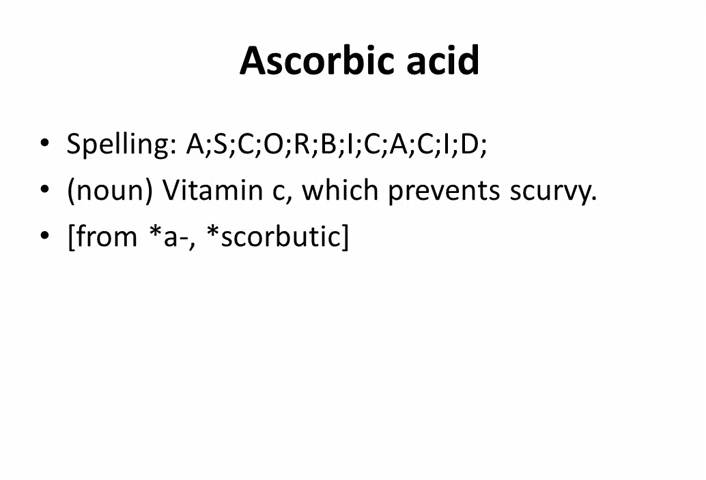 Ascorbic acid
• Spelling: A;S;C;O;R;B;I;C;A;C;I;D;
• (noun) Vitamin c, which prevents scurvy.
• [from *a-, *scorbutic]